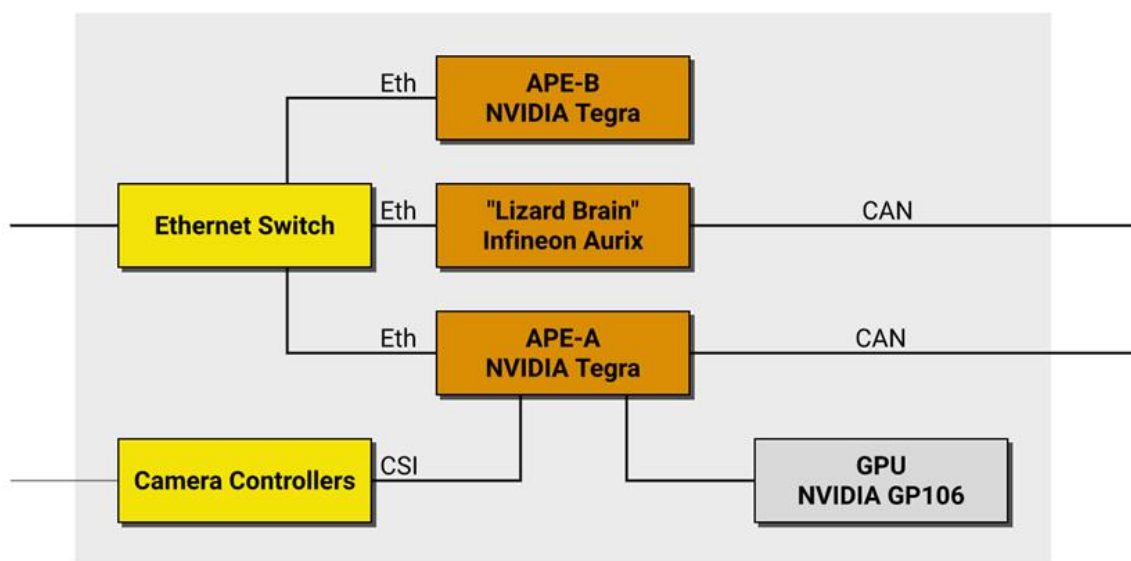 Eth
APE-B
NVIDIA Tegra
Ethernet Switch
Eth
"Lizard Brain"
Infineon Aurix
CAN
Eth
APE-A
NVIDIA Tegra
CAN
Camera Controllers
CSI
GPU
NVIDIA GP106